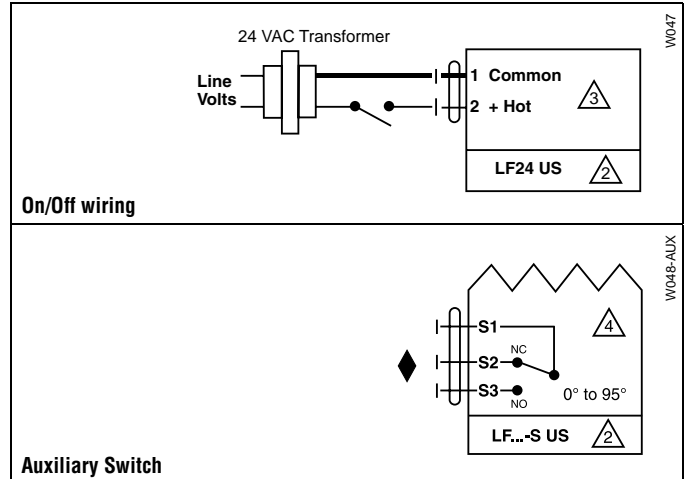 24 VAC Transformer
W047
Line
Volts
1 Common
2 + Hot
3
LF24 US
2
On/Off wiring
W048-AUX
S1
4
S2
NC
S3
NO
0° to 95°
LF...-S US
2
Auxiliary Switch